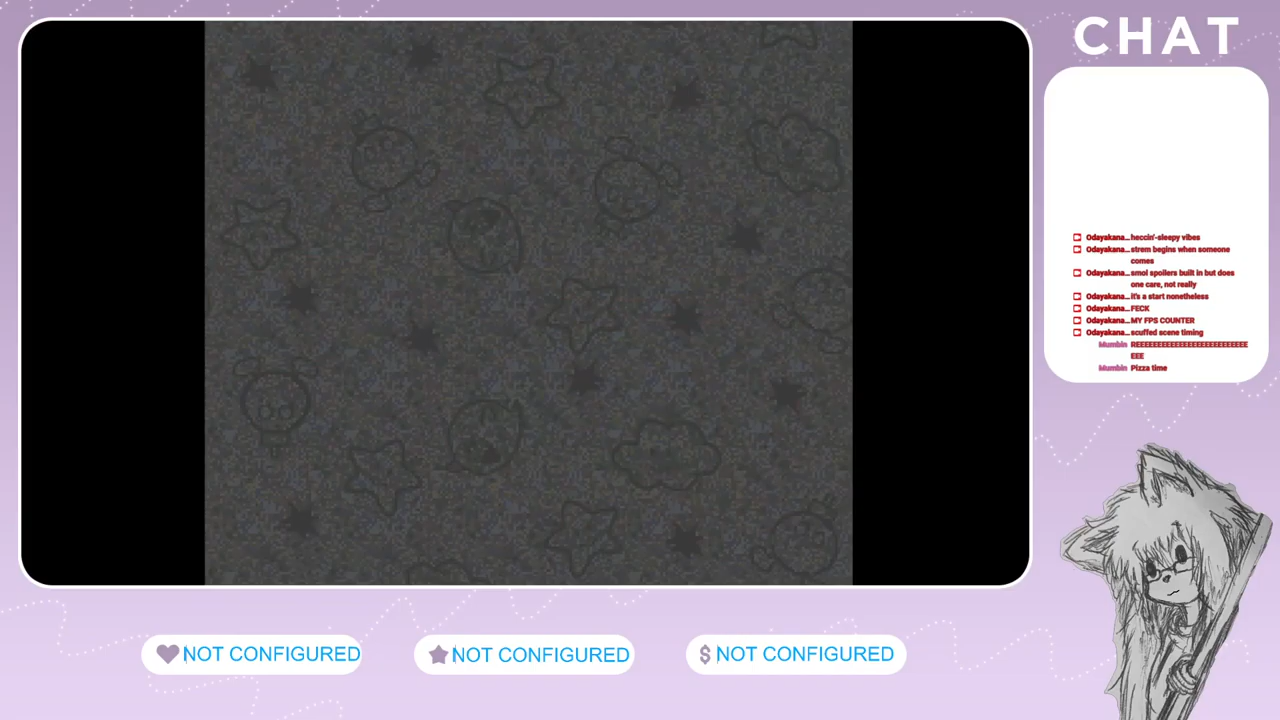 CHAT
Odayakana... heccin'-sleepy vibes
Odayakana... strem begins when someone
comes
Odayakana... smol spoilers built in but does
one care, not really
Odayakana... it's a start nonetheless
Odayakana... FECK
Odayakana... MY FPS COUNTER
Odayakana... scuffed scene timing
Mumbin REEEEEEEEEEEEEEEEEEEEEEEEEE
EEE
Mumbin Pizza time
NOT CONFIGURED
NOT CONFIGURED
$ NOT CONFIGURED